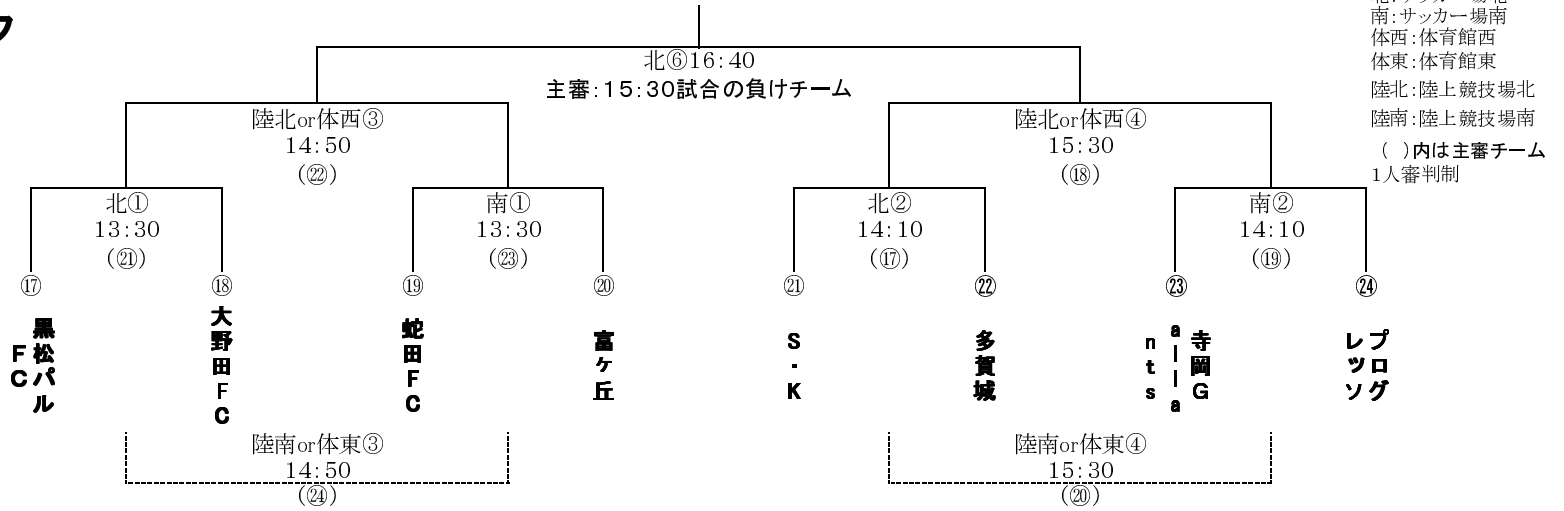 ク
南:サッカー場南
体西:体育館西
体東:体育館東
陸北:陸上競技場北
陸南:陸上競技場南
( )内は主審チーム
1人審判制
北⑥16:40
主審:15:30試合の負けチーム
陸北or体西③
14:50
(㉒)
陸北or体西④
15:30
(⑱)
北①
13:30
(㉑)
南①
13:30
(㉓)
北②
14:10
(⑰)
南②
14:10
(⑲)
⑰
黒松パル
FC
⑱
大野田FC
⑲
蛇田FC
⑳
富ヶ丘
㉑
S-K
㉒
多賀城
㉓
寺岡G
alla
nts
㉔
プログ
レッソ
陸南or体東③
14:50
(㉔)
陸南or体東④
15:30
(⑳)